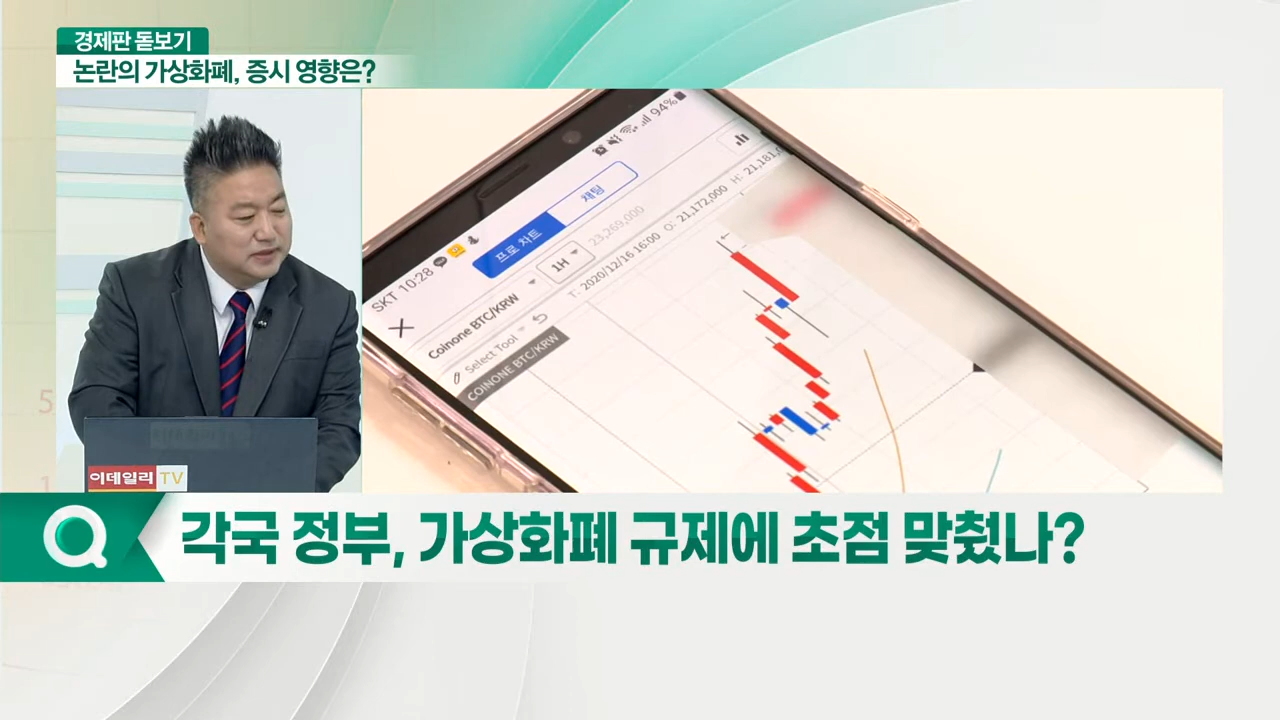 경제판 돋보기
논란의 가상화폐, 증시 영향은?
SKT 10:28
94%
프로 차트
채팅
Coinone BTC/KRW
1H
23,269,000
T: 2020/12/16 16:00 O: 21,172,000 H: 21,181,0
Select Tool
COINONE BTC/KRW
이데일리 TV
Q 각국 정부, 가상화폐 규제에 초점 맞췄나?